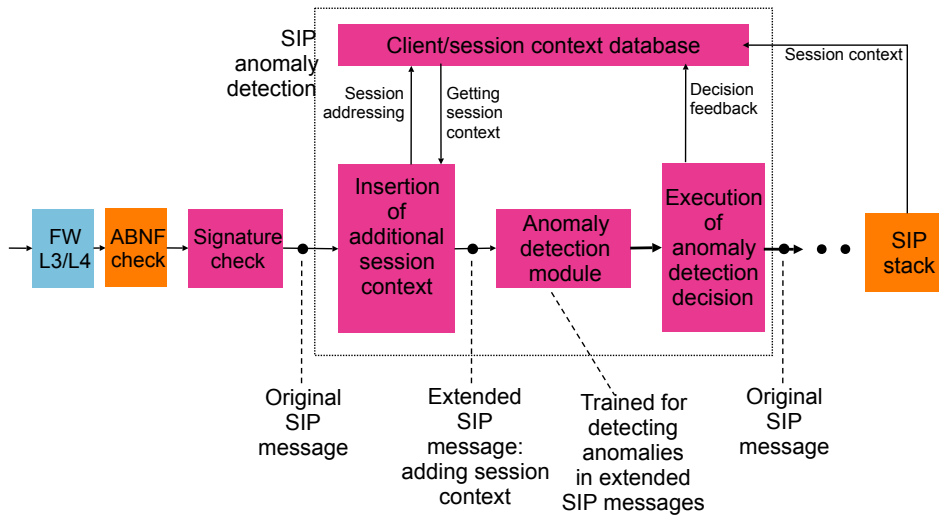 SIP
anomaly
detection
Client/session context database
Session context
Session
addressing
Getting
session
context
Decision
feedback
FW
L3/L4
ABNF
check
Signature
check
Insertion
of
additional
session
context
Anomaly
detection
module
Execution
of
anomaly
detection
decision
SIP
stack
Original
SIP
message
Extended
SIP
message:
adding session
context
Trained for
detecting
anomalies
in extended
SIP messages
Original
SIP
message